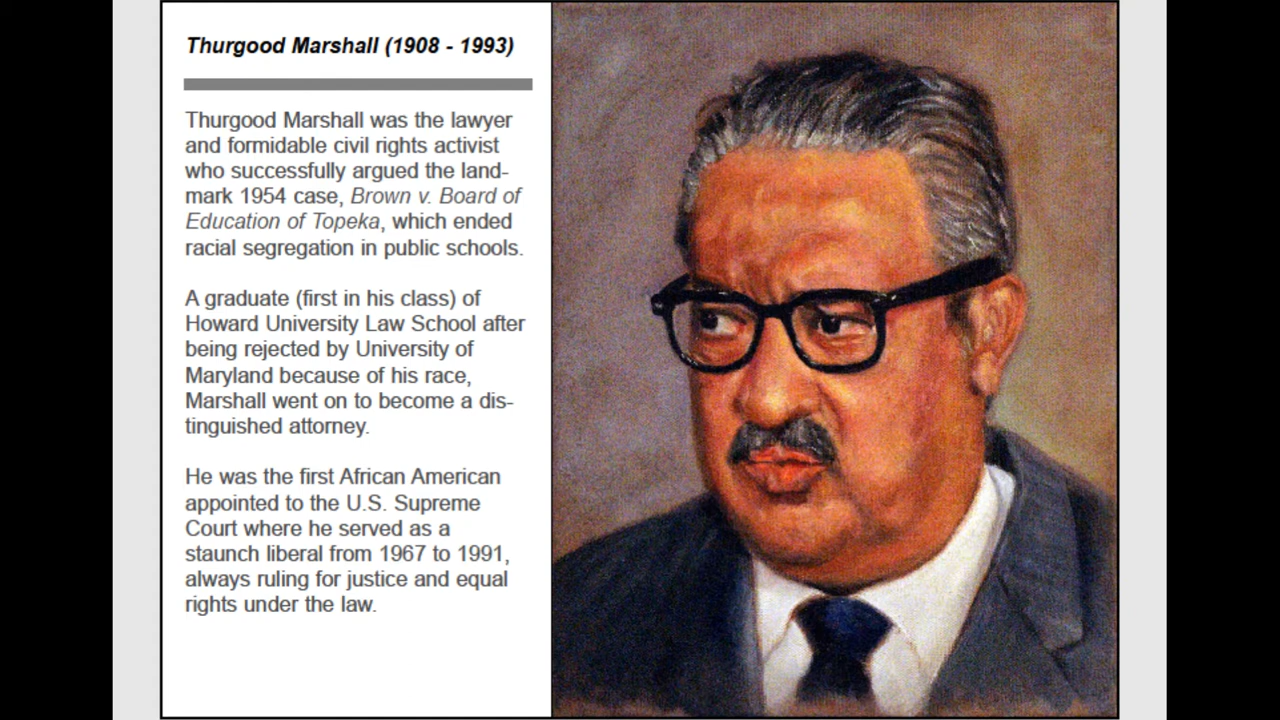 Thurgood Marshall (1908 - 1993)
Thurgood Marshall was the lawyer
and formidable civil rights activist
who successfully argued the land-
mark 1954 case, Brown v. Board of
Education of Topeka, which ended
racial segregation in public schools.
A graduate (first in his class) of
Howard University Law School after
being rejected by University of
Maryland because of his race,
Marshall went on to become a dis-
tinguished attorney.
He was the first African American
appointed to the U.S. Supreme
Court where he served as a
staunch liberal from 1967 to 1991,
always ruling for justice and equal
rights under the law.